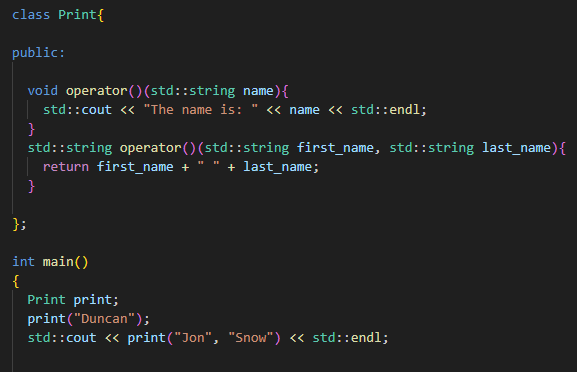 class Print{
public:
void operator()(std::string name){
std::cout << "The name is: " << name << std::endl;
}
std::string operator()(std::string first_name, std::string last_name){
return first_name + " " + last_name;
}
};
int main()
{
Print print;
print("Duncan");
std::cout << print("Jon", "Snow") << std::endl;